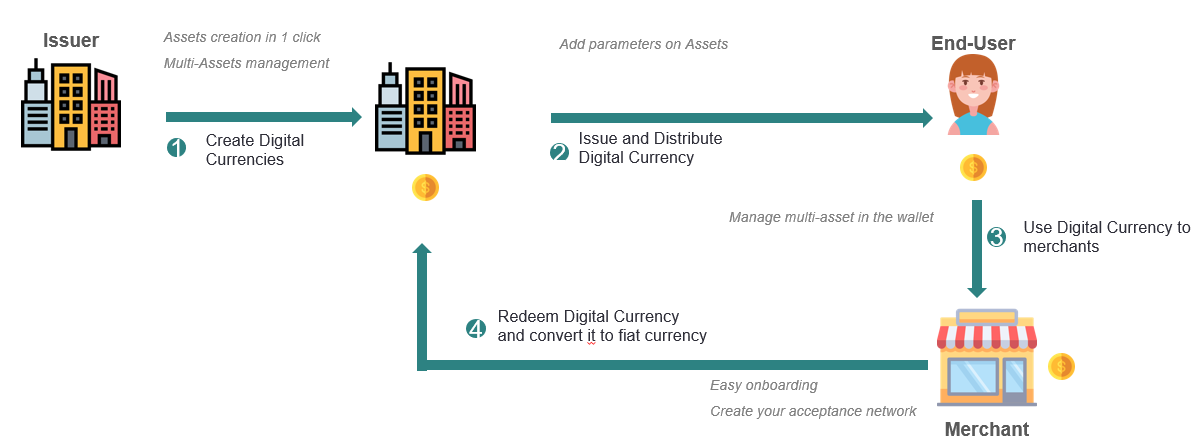 Issuer
Assets creation in 1 click
Multi-Assets management
1
Create Digital
Currencies
Add parameters on Assets
2
Issue and Distribute
Digital Currency
End-User
$
$
Manage multi-asset in the wallet
3
Use Digital Currency to
merchants
4
Redeem Digital Currency
and convert it to fiat currency
$
Easy onboarding
Create your acceptance network
Merchant